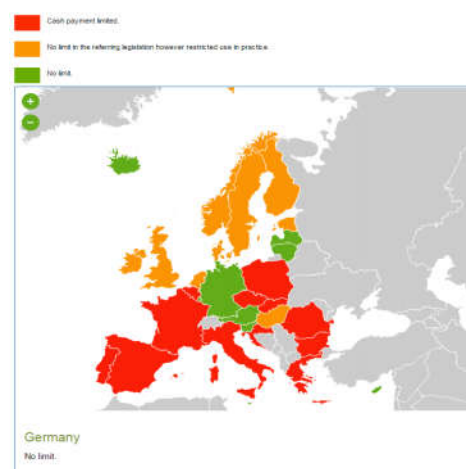 Cash payment limited.
No limit in the referring legislation however restricted use in practice.
No limit.
+
−
Germany
No limit.